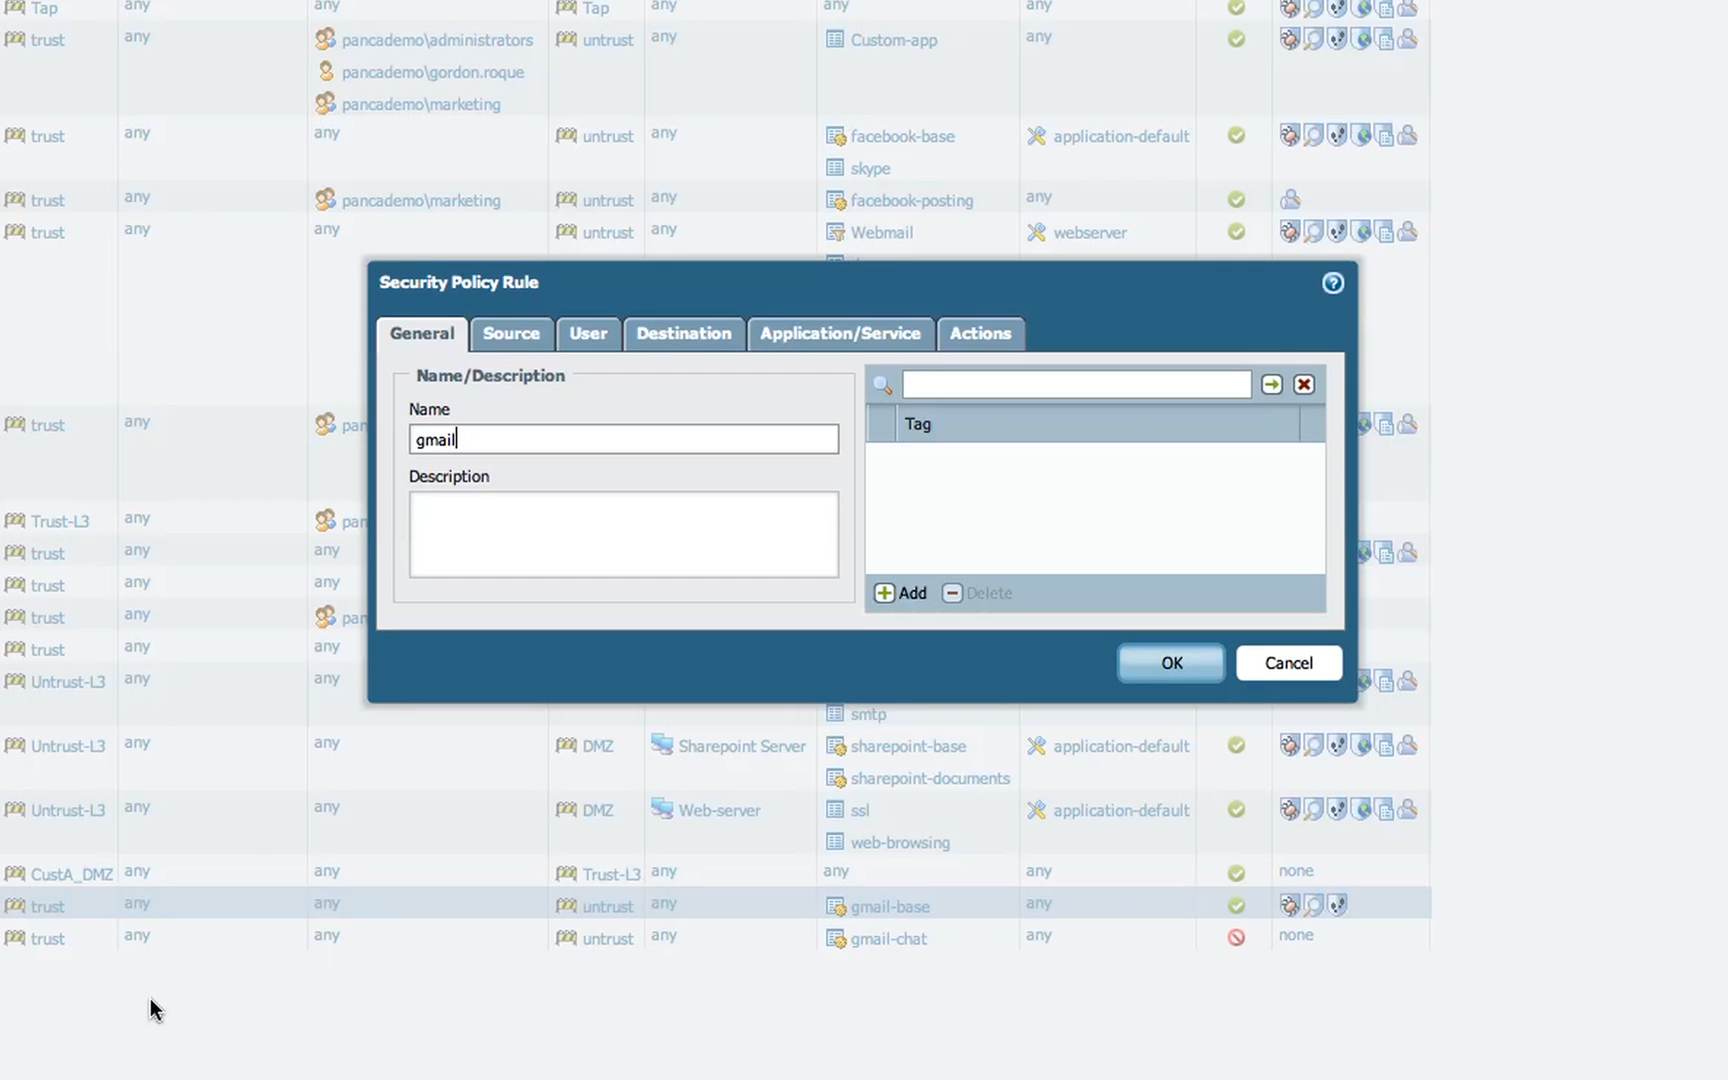 Tap any any Tap any any any
trust any pancademo\administrators untrust any Custom-app any
pancademo\gordon.roque
pancademo\marketing
trust any any untrust any facebook-base application-default
skype
trust any pancademo\marketing untrust any facebook-posting any
trust any any untrust any Webmail webserver
Security Policy Rule
General Source User Destination Application/Service Actions
Name/Description
Name
gmail
Description
Tag
Add Delete
OK Cancel
trust any pan
Trust-L3 any pan
trust any any
trust any any
trust any pan
trust any any
Untrust-L3 any any
smtp
Untrust-L3 any any DMZ Sharepoint Server sharepoint-base application-default
sharepoint-documents
Untrust-L3 any any DMZ Web-server ssl application-default
web-browsing
CustA_DMZ any any Trust-L3 any any any none
trust any any untrust any gmail-base any
trust any any untrust any gmail-chat any none